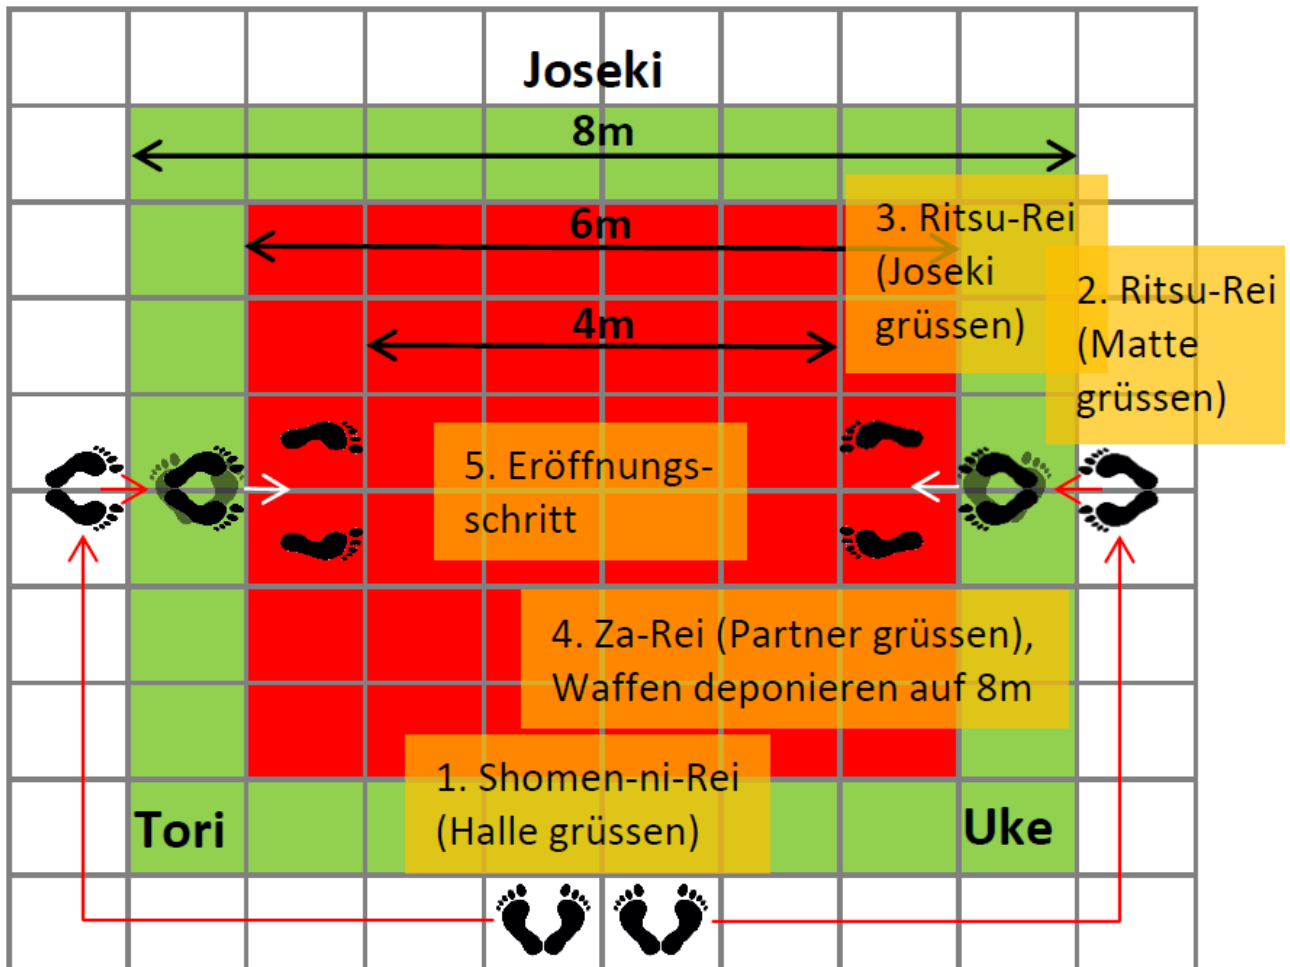 Joseki
8m
6m
4m
3. Ritsu-Rei
(Joseki
grüssen)
2. Ritsu-Rei
(Matte
grüssen)
5. Eröffnungs-
schritt
4. Za-Rei (Partner grüssen),
Waffen deponieren auf 8m
1. Shomen-ni-Rei
(Halle grüssen)
Tori
Uke